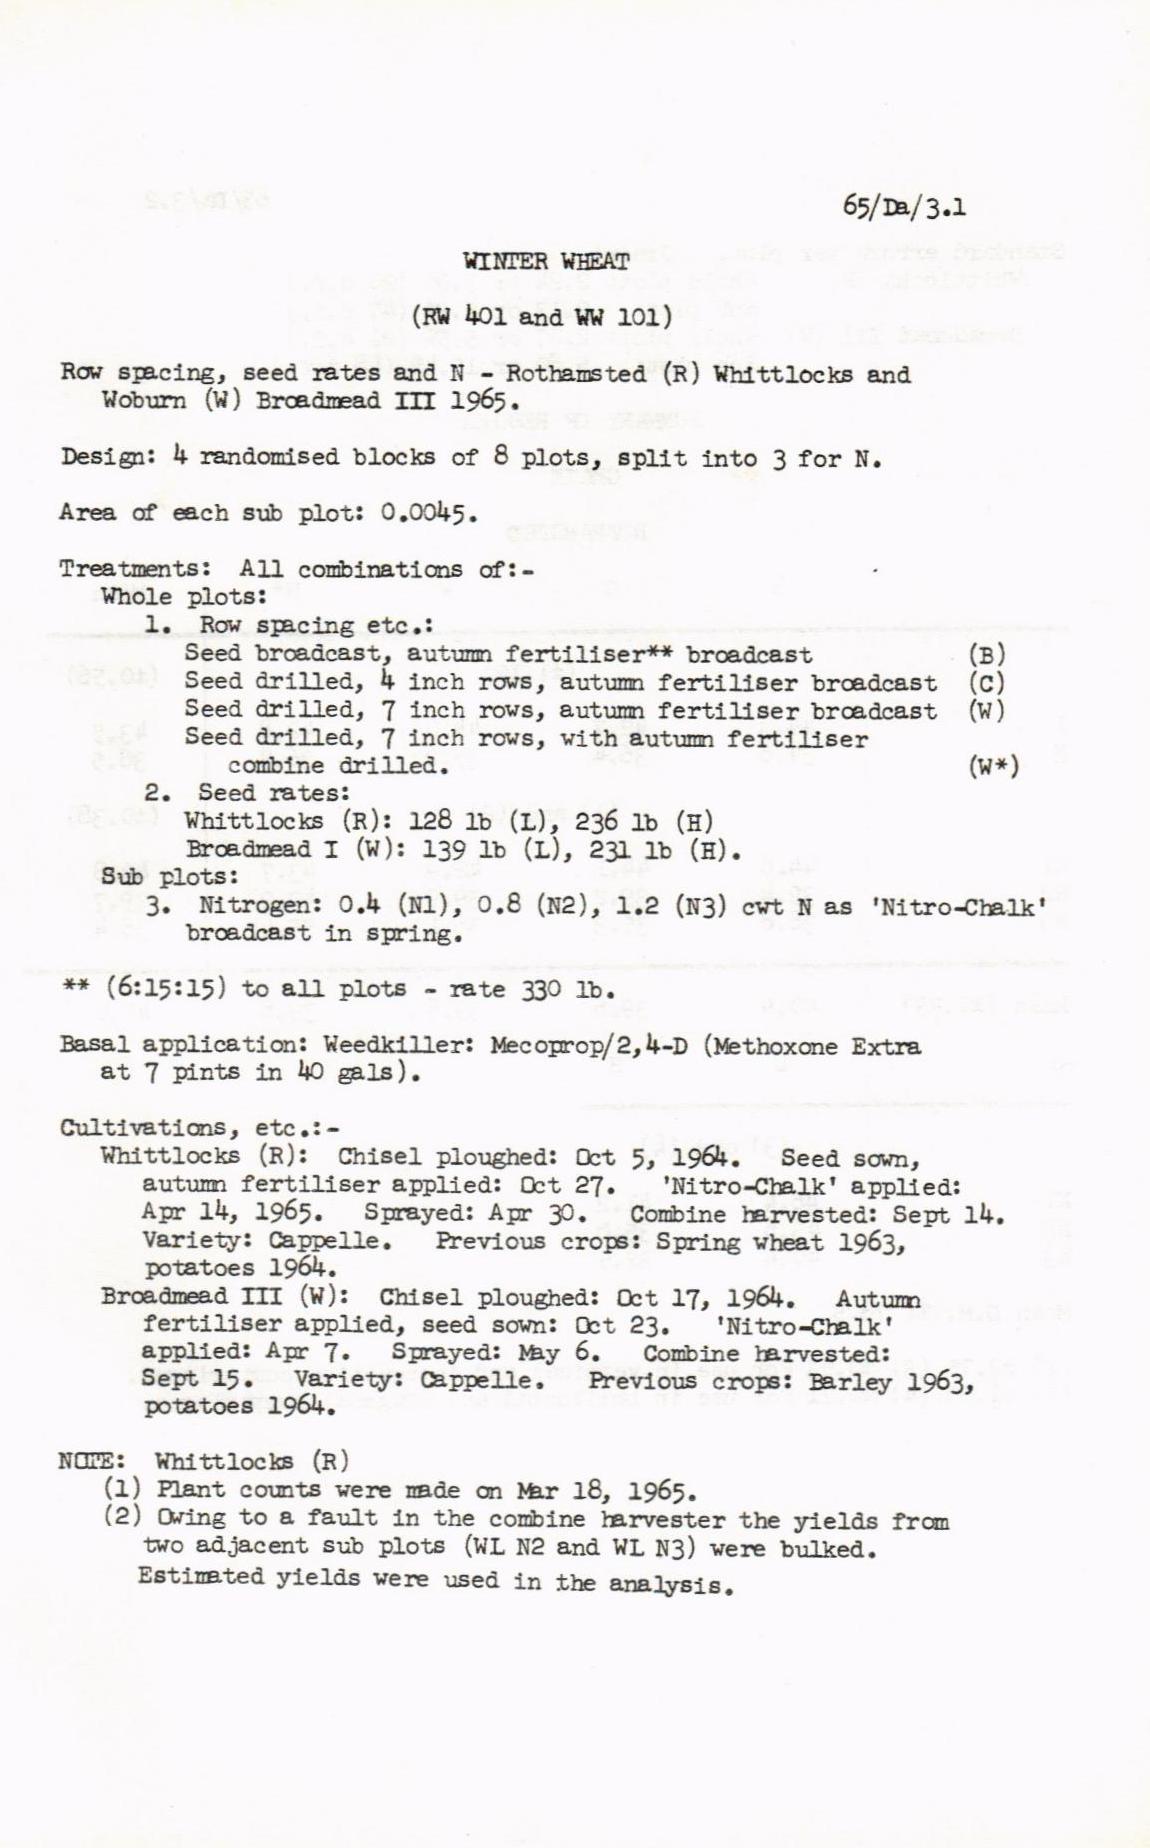 65/Da/3.1
WINTER WHEAT
(RW 401 and WW 101)
Row spacing, seed rates and N - Rothamsted (R) Whittlocks and
Woburn (W) Broadmead III 1965.
Design: 4 randomised blocks of 8 plots, split into 3 for N.
Area of each sub plot: 0.0045.
Treatments: All combinations of:-
Whole plots:
1. Row spacing etc.:
Seed broadcast, autumn fertiliser** broadcast (B)
Seed drilled, 4 inch rows, autumn fertiliser broadcast (C)
Seed drilled, 7 inch rows, autumn fertiliser broadcast (W)
Seed drilled, 7 inch rows, with autumn fertiliser
combine drilled. (W*)
2. Seed rates:
Whittlocks (R): 128 lb (L), 236 lb (H)
Broadmead I (W): 139 lb (L), 231 lb (H).
Sub plots:
3. Nitrogen: 0.4 (N1), 0.8 (N2), 1.2 (N3) cwt N as 'Nitro-Chalk'
broadcast in spring.
** (6:15:15) to all plots - rate 330 lb.
Basal application: Weedkiller: Mecoprop/2,4-D (Methoxone Extra
at 7 pints in 40 gals).
Cultivations, etc.:-
Whittlocks (R): Chisel ploughed: Oct 5, 1964. Seed sown,
autumn fertiliser applied: Oct 27. 'Nitro-Chalk' applied:
Apr 14, 1965. Sprayed: Apr 30. Combine harvested: Sept 14.
Variety: Cappelle. Previous crops: Spring wheat 1963,
potatoes 1964.
Broadmead III (W): Chisel ploughed: Oct 17, 1964. Autumn
fertiliser applied, seed sown: Oct 23. 'Nitro-Chalk'
applied: Apr 7. Sprayed: May 6. Combine harvested:
Sept 15. Variety: Cappelle. Previous crops: Barley 1963,
potatoes 1964.
NOTE: Whittlocks (R)
(1) Plant counts were made on Mar 18, 1965.
(2) Owing to a fault in the combine harvester the yields from
two adjacent sub plots (WL N2 and WL N3) were bulked.
Estimated yields were used in the analysis.